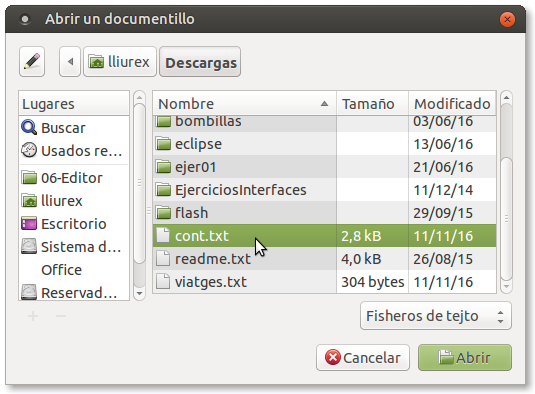 Abrir un documentillo
lliurex Descargas
Lugares
Buscar
Usados re...
06-Editor
lliurex
Escritorio
Sistema d...
Office
Reservad...
Nombre Tamaño Modificado
bombillas 03/06/16
eclipse 13/06/16
ejer01 21/06/16
EjerciciosInterfaces 11/12/14
flash 29/09/15
cont.txt 2,8 kB 11/11/16
readme.txt 4,0 kB 26/08/15
viatges.txt 304 bytes 11/11/16
Fisheros de tejto
Cancelar Abrir